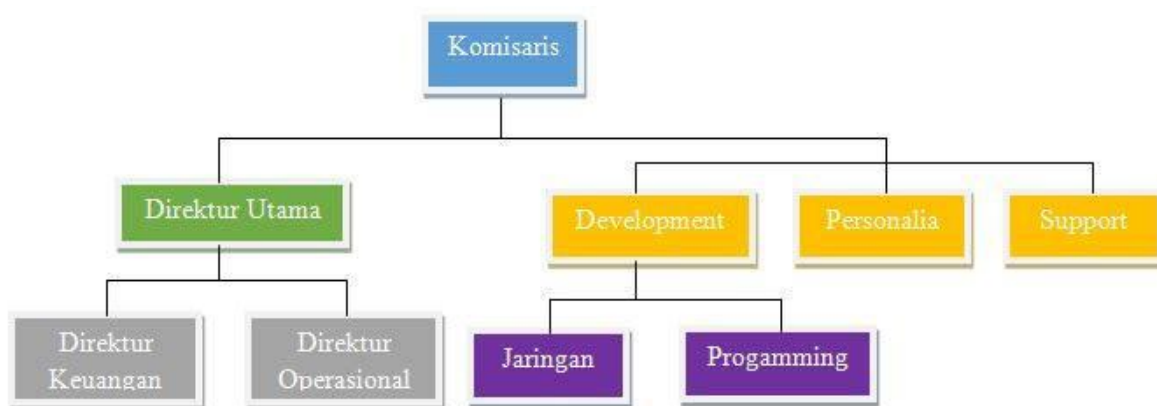 Komisaris
Direktur Utama
Development
Personalia
Support
Direktur
Keuangan
Direktur
Operasional
Jaringan
Progamming